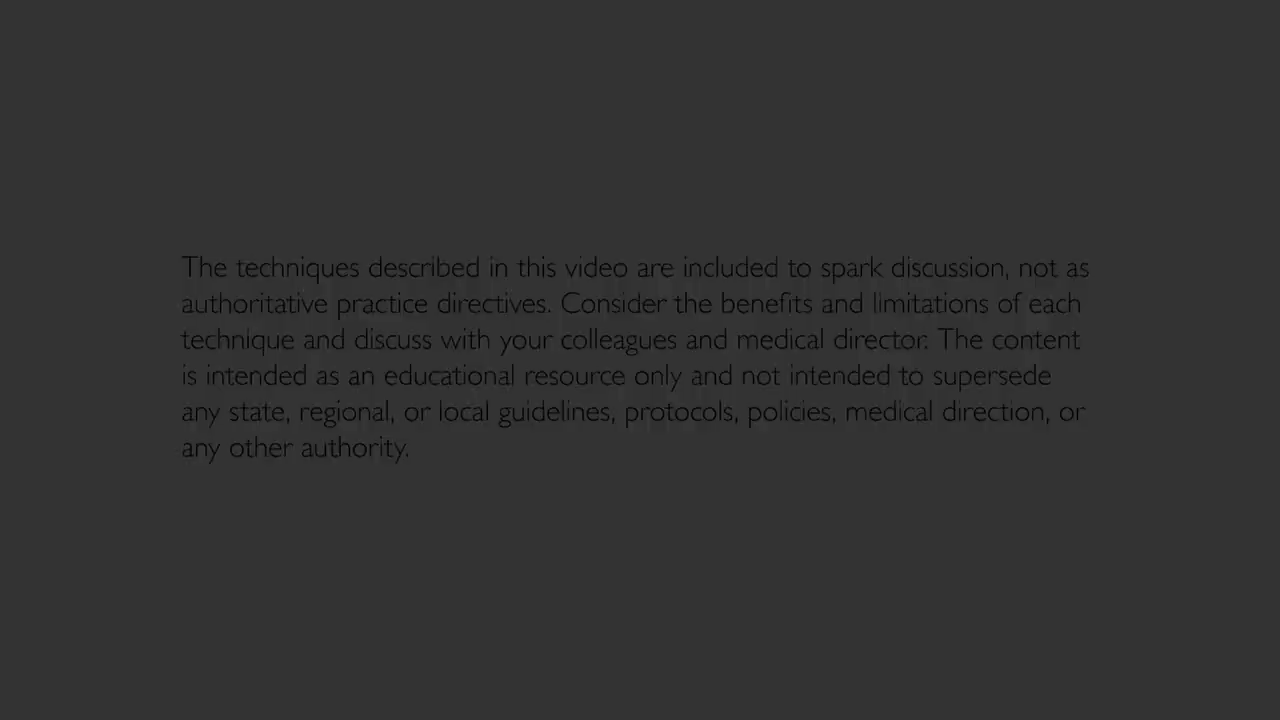 The techniques described in this video are included to spark discussion, not as
authoritative practice directives. Consider the benefits and limitations of each
technique and discuss with your colleagues and medical director. The content
is intended as an educational resource only and not intended to supersede
any state, regional, or local guidelines, protocols, policies, medical direction, or
any other authority.